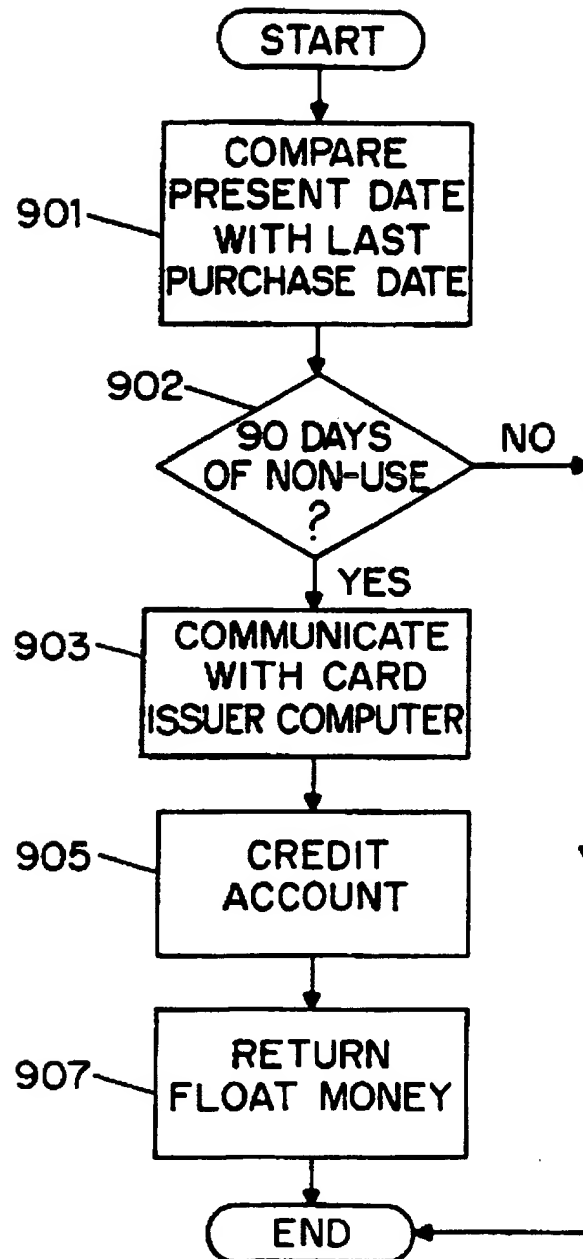 START
COMPARE
PRESENT DATE
WITH LAST
PURCHASE DATE
901
902
90 DAYS
OF NON-USE
?
NO
YES
903
COMMUNICATE
WITH CARD
ISSUER COMPUTER
905
CREDIT
ACCOUNT
907
RETURN
FLOAT MONEY
END